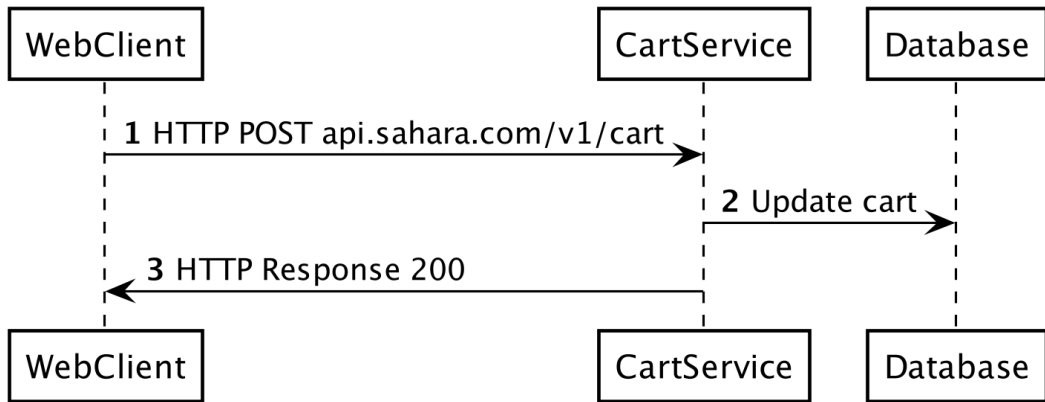 WebClient
CartService
Database
1 HTTP POST api.sahara.com/v1/cart
2 Update cart
3 HTTP Response 200
WebClient
CartService
Database